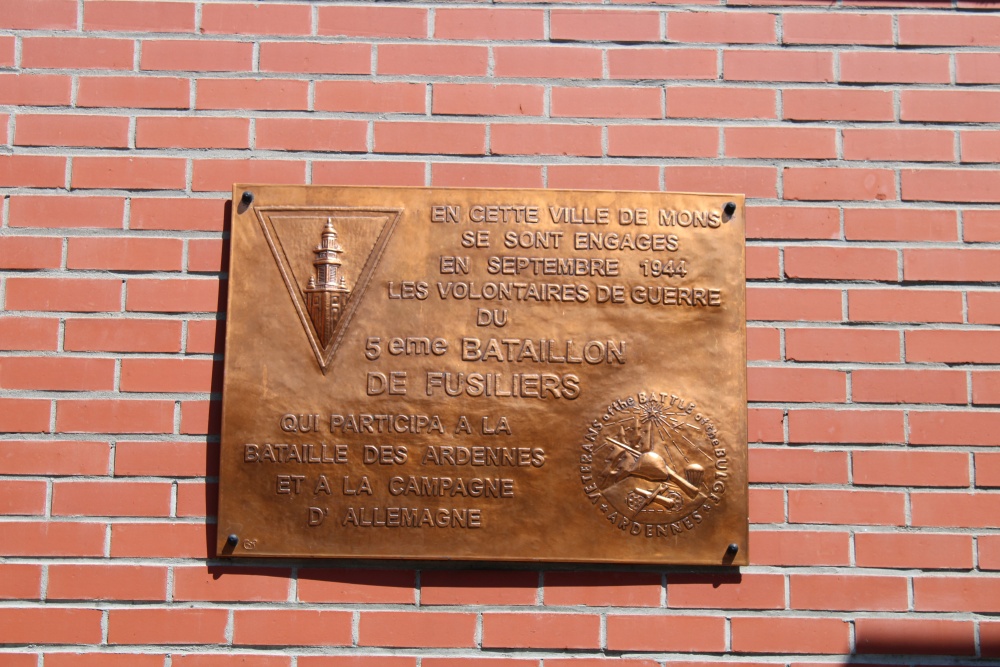 EN CETTE VILLE DE MONS
SE SONT ENGAGES
EN SEPTEMBRE 1944
LES VOLONTAIRES DE GUERRE
DU
5 eme BATAILLON
DE FUSILIERS
QUI PARTICIPA A LA
BATAILLE DES ARDENNES
ET A LA CAMPAGNE
D' ALLEMAGNE
VETERANS of the BATTLE of the BULGE
ARDENNES